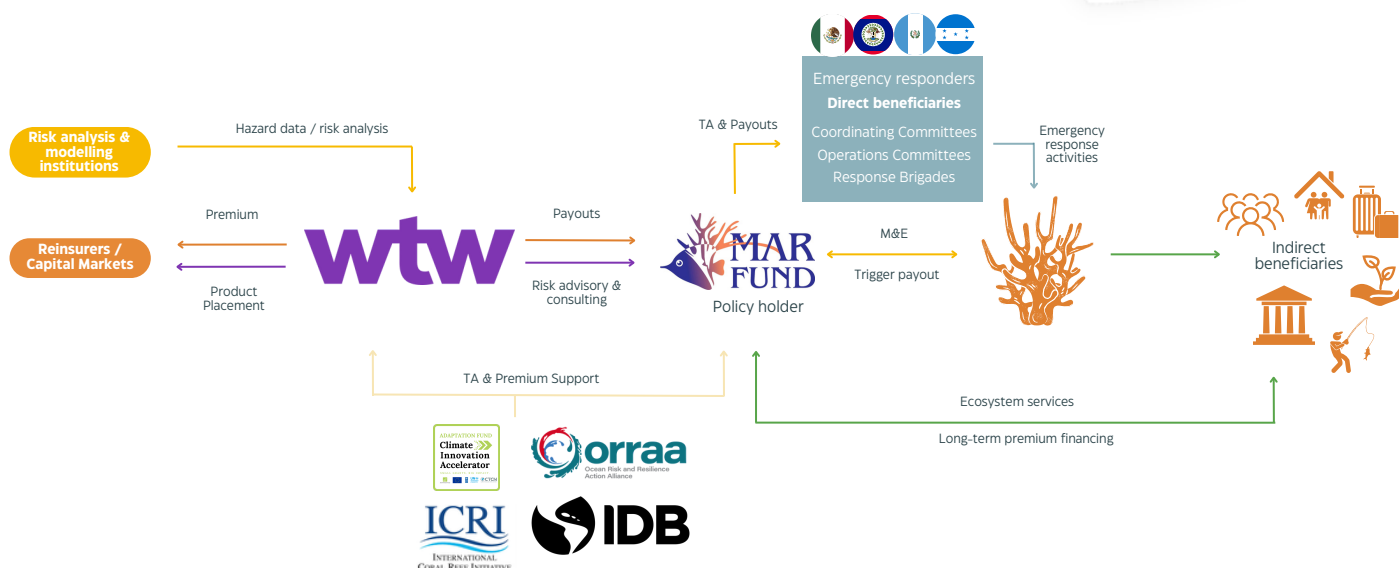 Emergency responders
Direct beneficiaries
Coordinating Committees
Operations Committees
Response Brigades
Risk analysis &
modelling
institutions
Hazard data / risk analysis
TA & Payouts
Emergency
response
activities
Premium
Reinsurers /
Capital Markets
Product
Placement
wtw
Payouts
Risk advisory &
consulting
MAR
FUND
Policy holder
M&E
Trigger payout
Indirect
beneficiaries
TA & Premium Support
Ecosystem services
Long-term premium financing
ADAPTATION FUND
Climate
Innovation
Accelerator
orraa
Ocean Risk and Resilience
Action Alliance
ICRI
INTERNATIONAL
CORAL REEF INITIATIVE
IDB